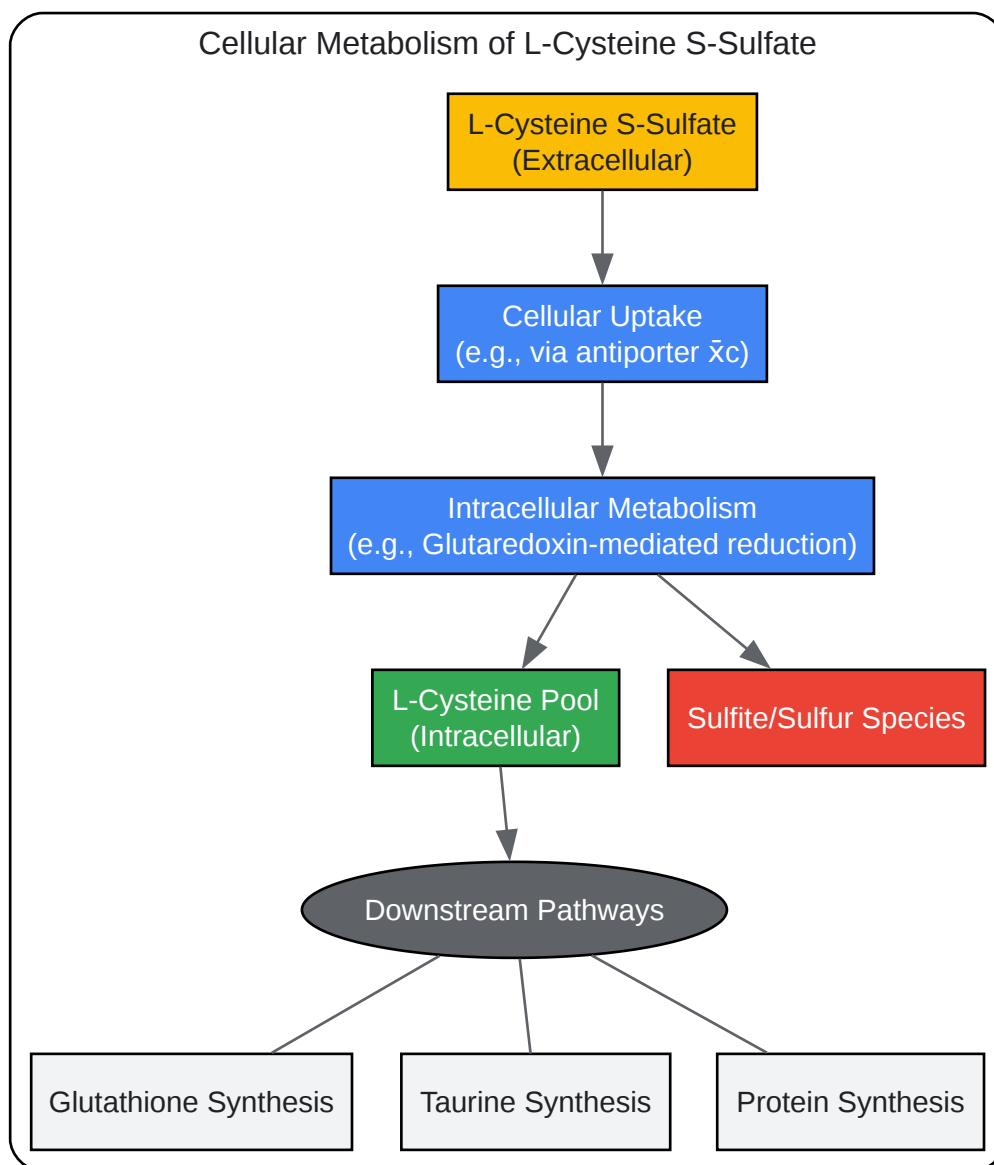 Cellular Metabolism of L-Cysteine S-Sulfate
L-Cysteine S-Sulfate
(Extracellular)
Cellular Uptake
(e.g., via antiporter x̄c)
Intracellular Metabolism
(e.g., Glutaredoxin-mediated reduction)
L-Cysteine Pool
(Intracellular)
Sulfite/Sulfur Species
Downstream Pathways
Glutathione Synthesis
Taurine Synthesis
Protein Synthesis